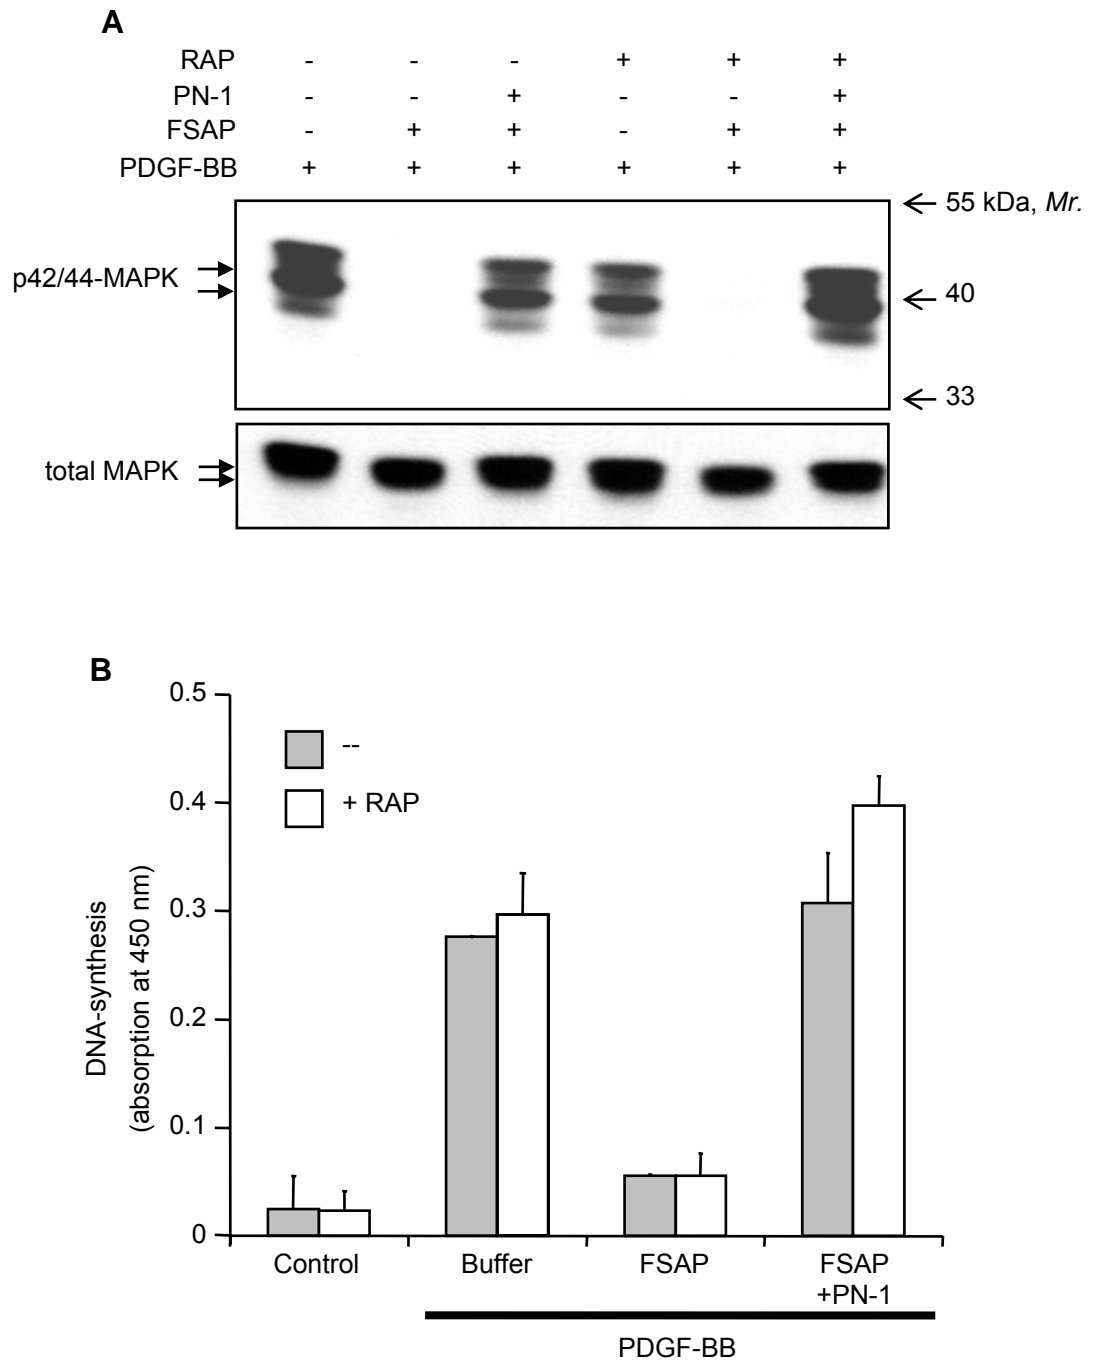 A
RAP - - - + + +
PN-1 - - + - - +
FSAP - + + - + +
PDGF-BB + + + + + +
55 kDa, Mr.
p42/44-MAPK
40
33
total MAPK
B
0.5
--
0.4
+ RAP
0.3
0.2
0.1
0
DNA-synthesis
(absorption at 450 nm)
Control Buffer FSAP FSAP
+PN-1
PDGF-BB